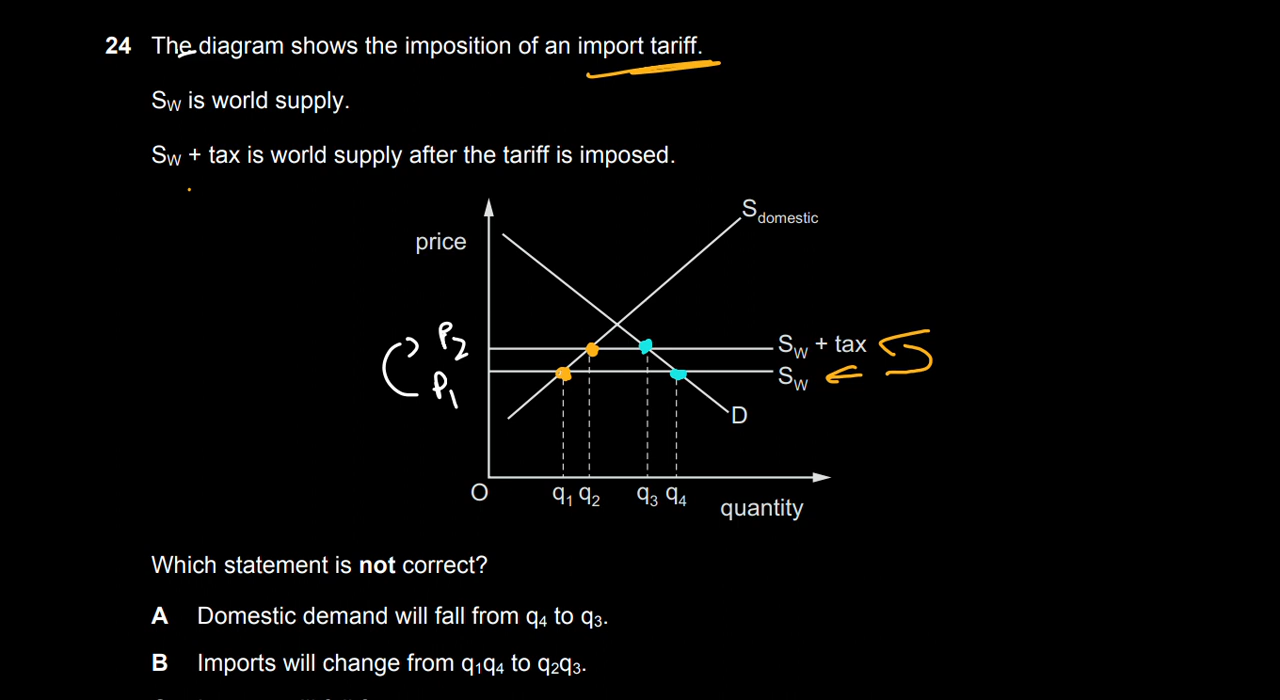 24 The diagram shows the imposition of an import tariff.
SW is world supply.
SW + tax is world supply after the tariff is imposed.
Sdomestic
price
P2
SW + tax
P1
SW
D
O
q1 q2 q3 q4
quantity
Which statement is not correct?
A Domestic demand will fall from q4 to q3.
B Imports will change from q1q4 to q2q3.